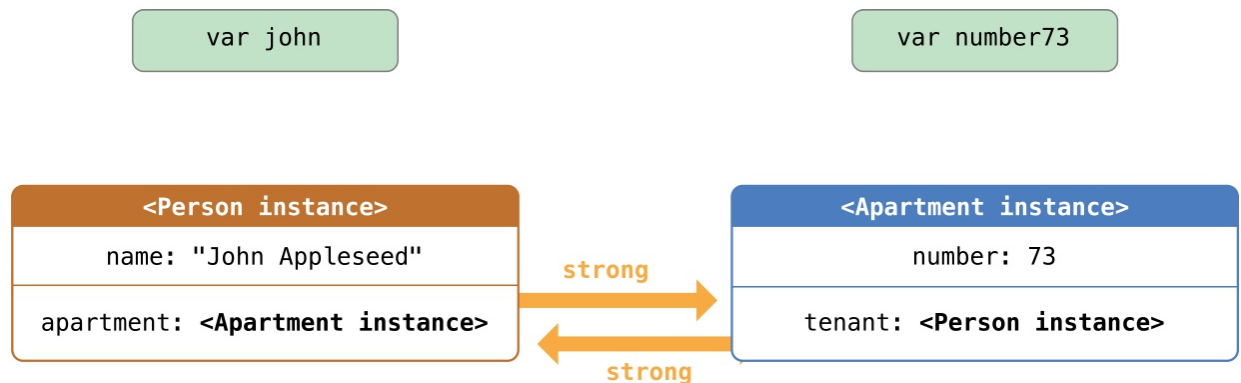 var john
var number73
<Person instance>
<Apartment instance>
name: "John Appleseed"
number: 73
strong
apartment: <Apartment instance>
tenant: <Person instance>
strong